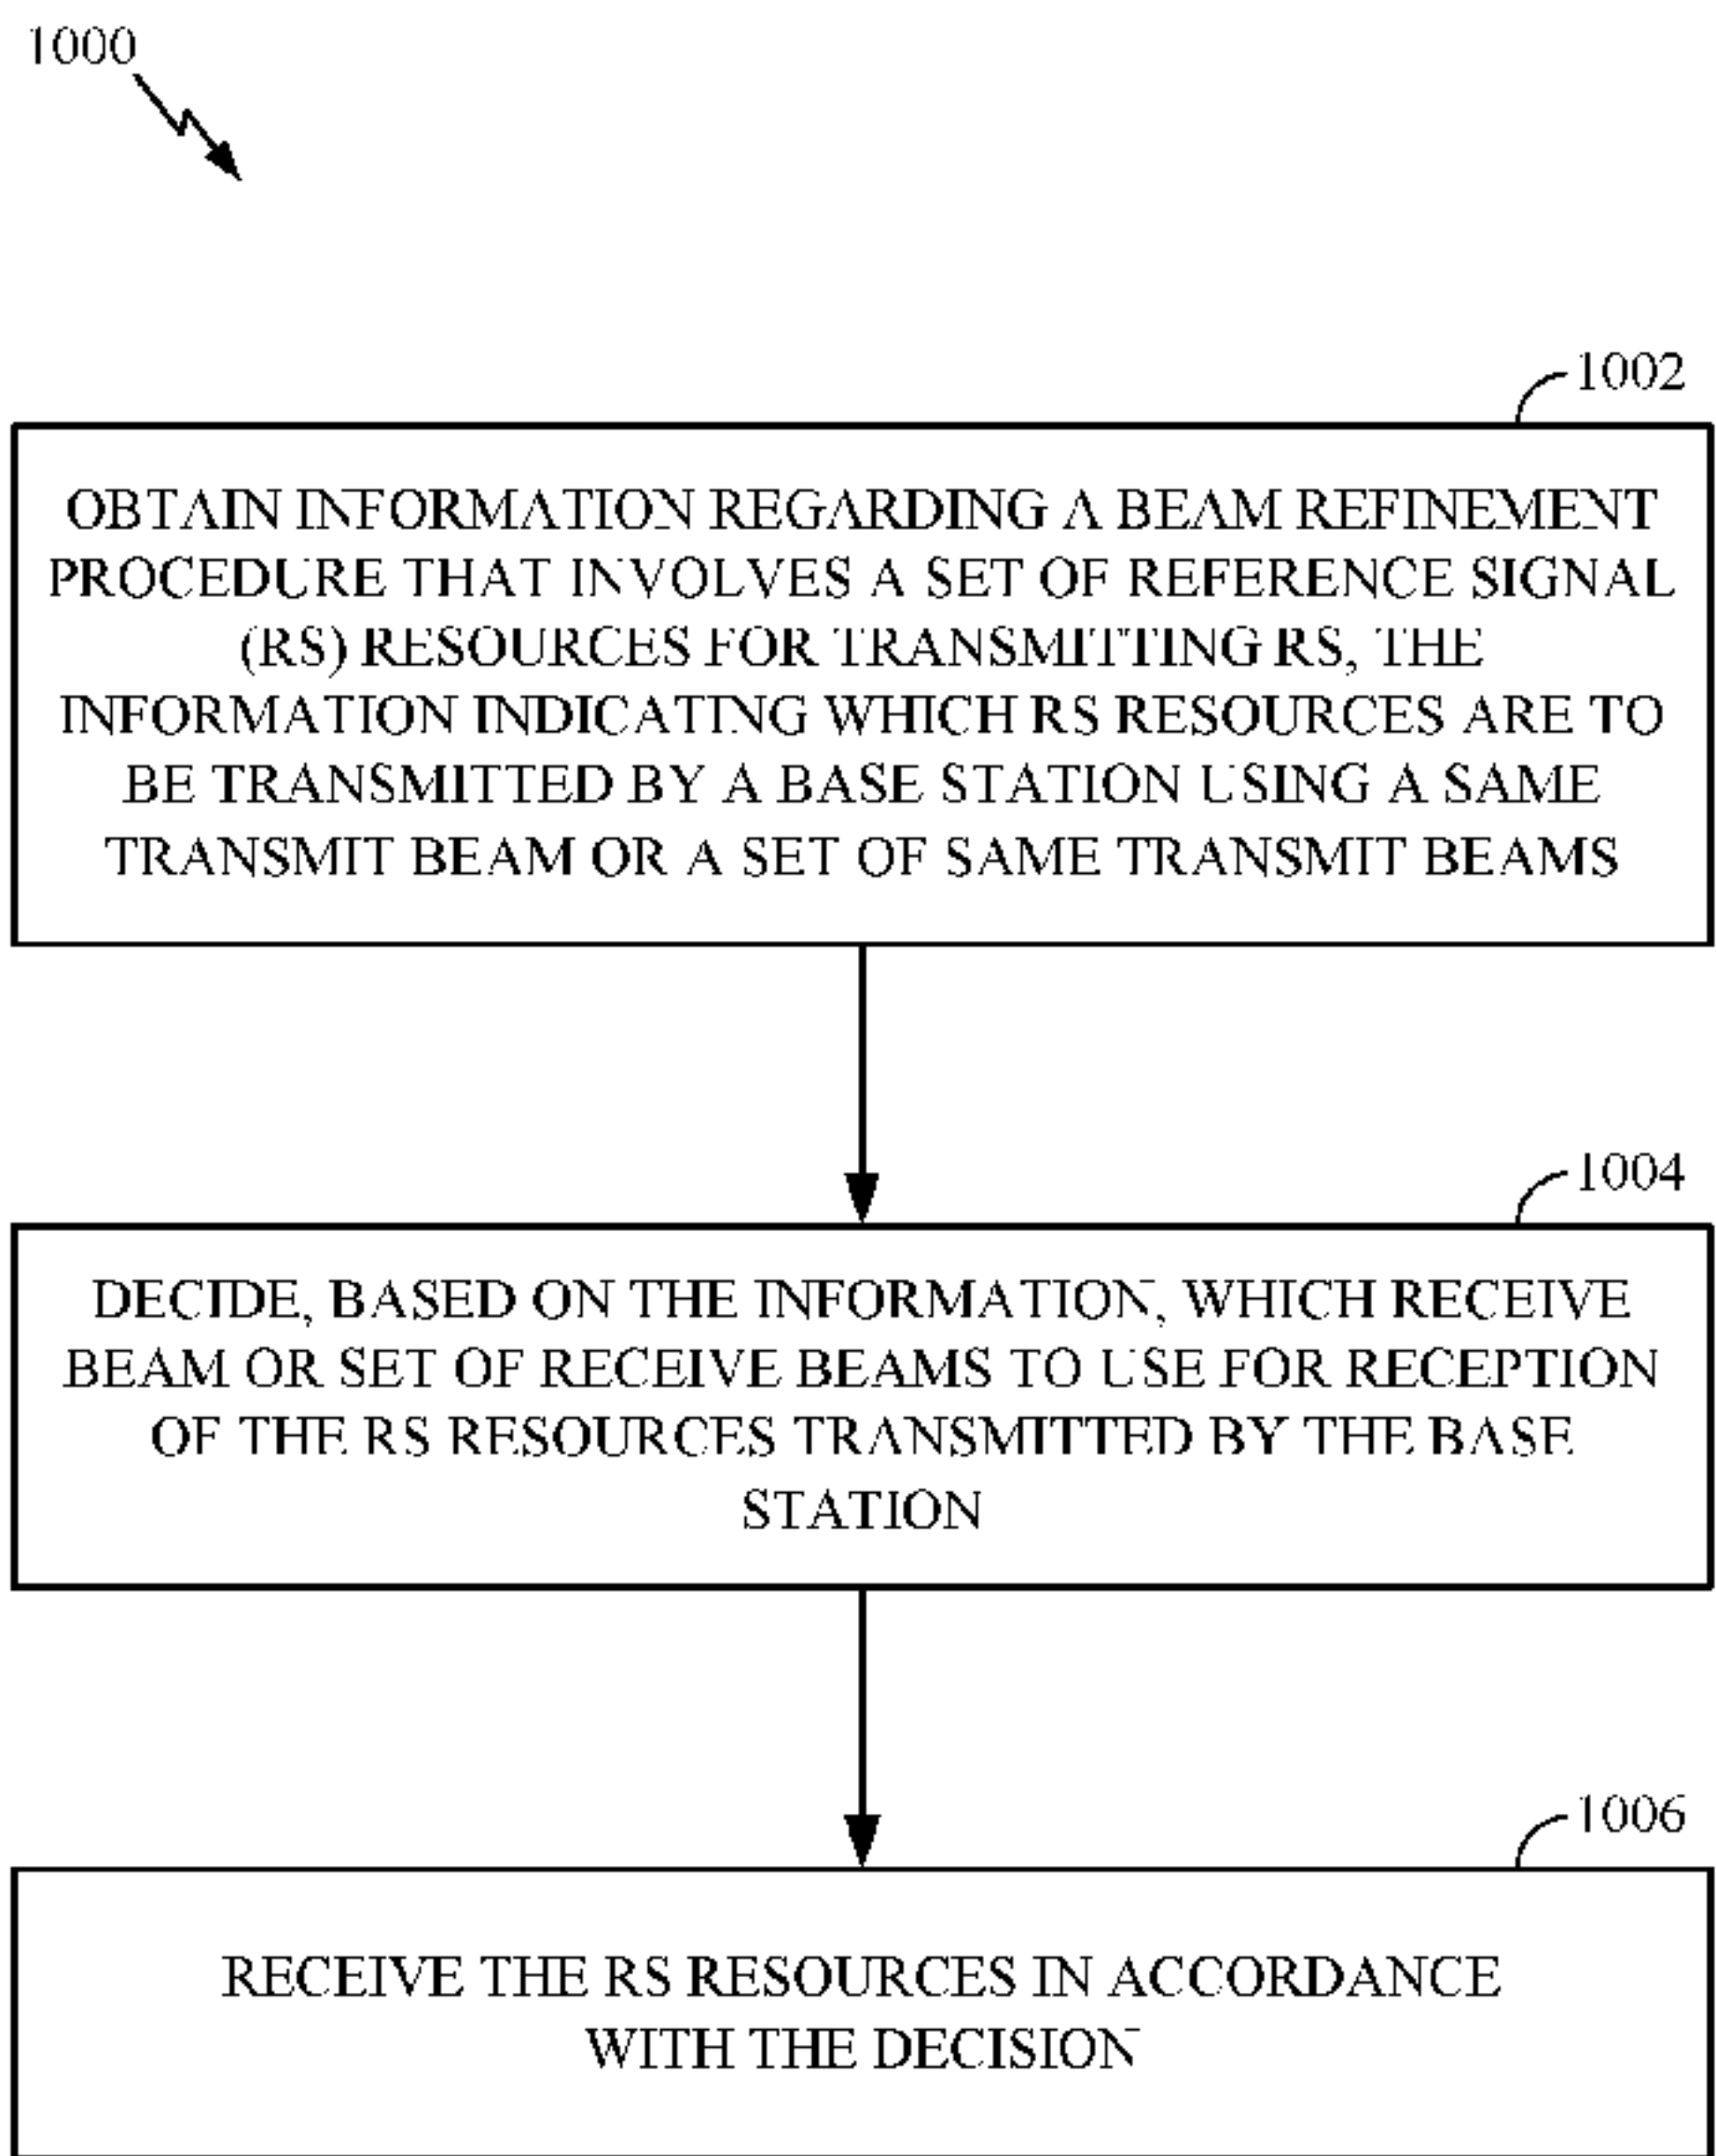 1000
1002
OBTAIN INFORMATION REGARDING A BEAM REFINEMENT
PROCEDURE THAT INVOLVES A SET OF REFERENCE SIGNAL
(RS) RESOURCES FOR TRANSMITTING RS, THE
INFORMATION INDICATING WHICH RS RESOURCES ARE TO
BE TRANSMITTED BY A BASE STATION USING A SAME
TRANSMIT BEAM OR A SET OF SAME TRANSMIT BEAMS
1004
DECIDE, BASED ON THE INFORMATION, WHICH RECEIVE
BEAM OR SET OF RECEIVE BEAMS TO USE FOR RECEPTION
OF THE RS RESOURCES TRANSMITTED BY THE BASE
STATION
1006
RECEIVE THE RS RESOURCES IN ACCORDANCE
WITH THE DECISION